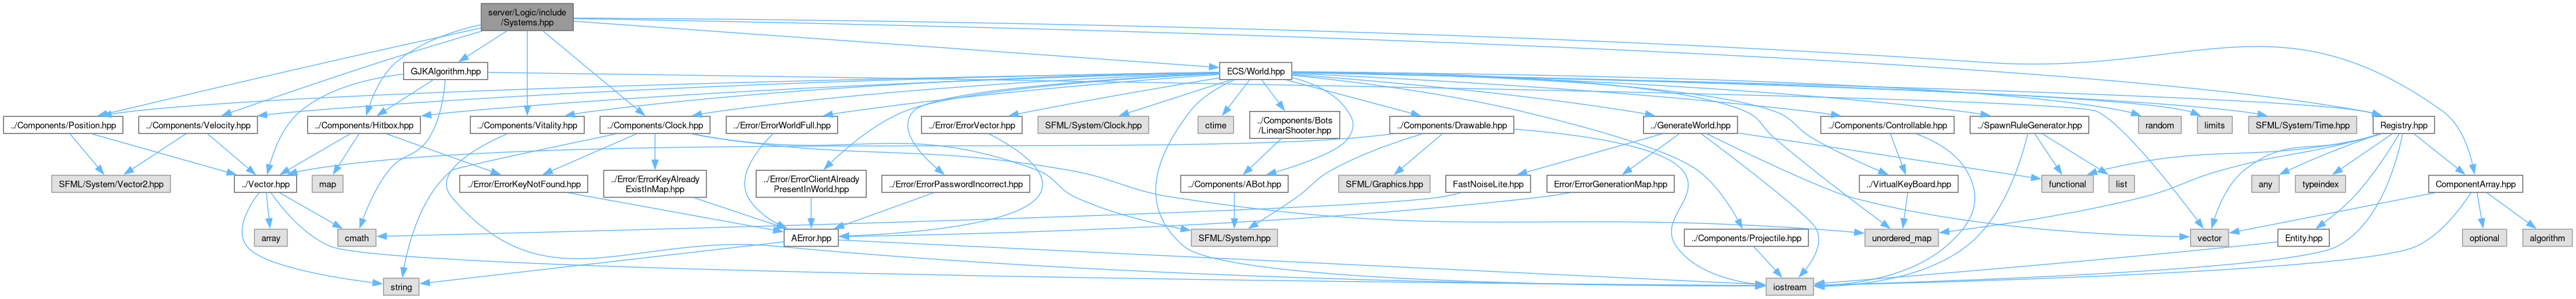 server/Logic/include
/Systems.hpp
GJKAlgorithm.hpp
ECS/World.hpp
../Components/Position.hpp
../Components/Velocity.hpp
../Components/Hitbox.hpp
../Components/Vitality.hpp
../Components/Clock.hpp
../Error/ErrorWorldFull.hpp
../Error/ErrorVector.hpp
SFML/System/Clock.hpp
ctime
../Components/Bots
/LinearShooter.hpp
../Components/Drawable.hpp
../GenerateWorld.hpp
../Components/Controllable.hpp
../SpawnRuleGenerator.hpp
random
limits
SFML/System/Time.hpp
Registry.hpp
SFML/System/Vector2.hpp
../Vector.hpp
map
../Error/ErrorKeyNotFound.hpp
../Error/ErrorKeyAlready
ExistInMap.hpp
../Error/ErrorClientAlready
PresentInWorld.hpp
../Error/ErrorPasswordIncorrect.hpp
../Components/ABot.hpp
SFML/Graphics.hpp
FastNoiseLite.hpp
Error/ErrorGenerationMap.hpp
../VirtualKeyBoard.hpp
functional
list
any
typeindex
ComponentArray.hpp
array
cmath
AError.hpp
SFML/System.hpp
../Components/Projectile.hpp
unordered_map
vector
Entity.hpp
optional
algorithm
string
iostream